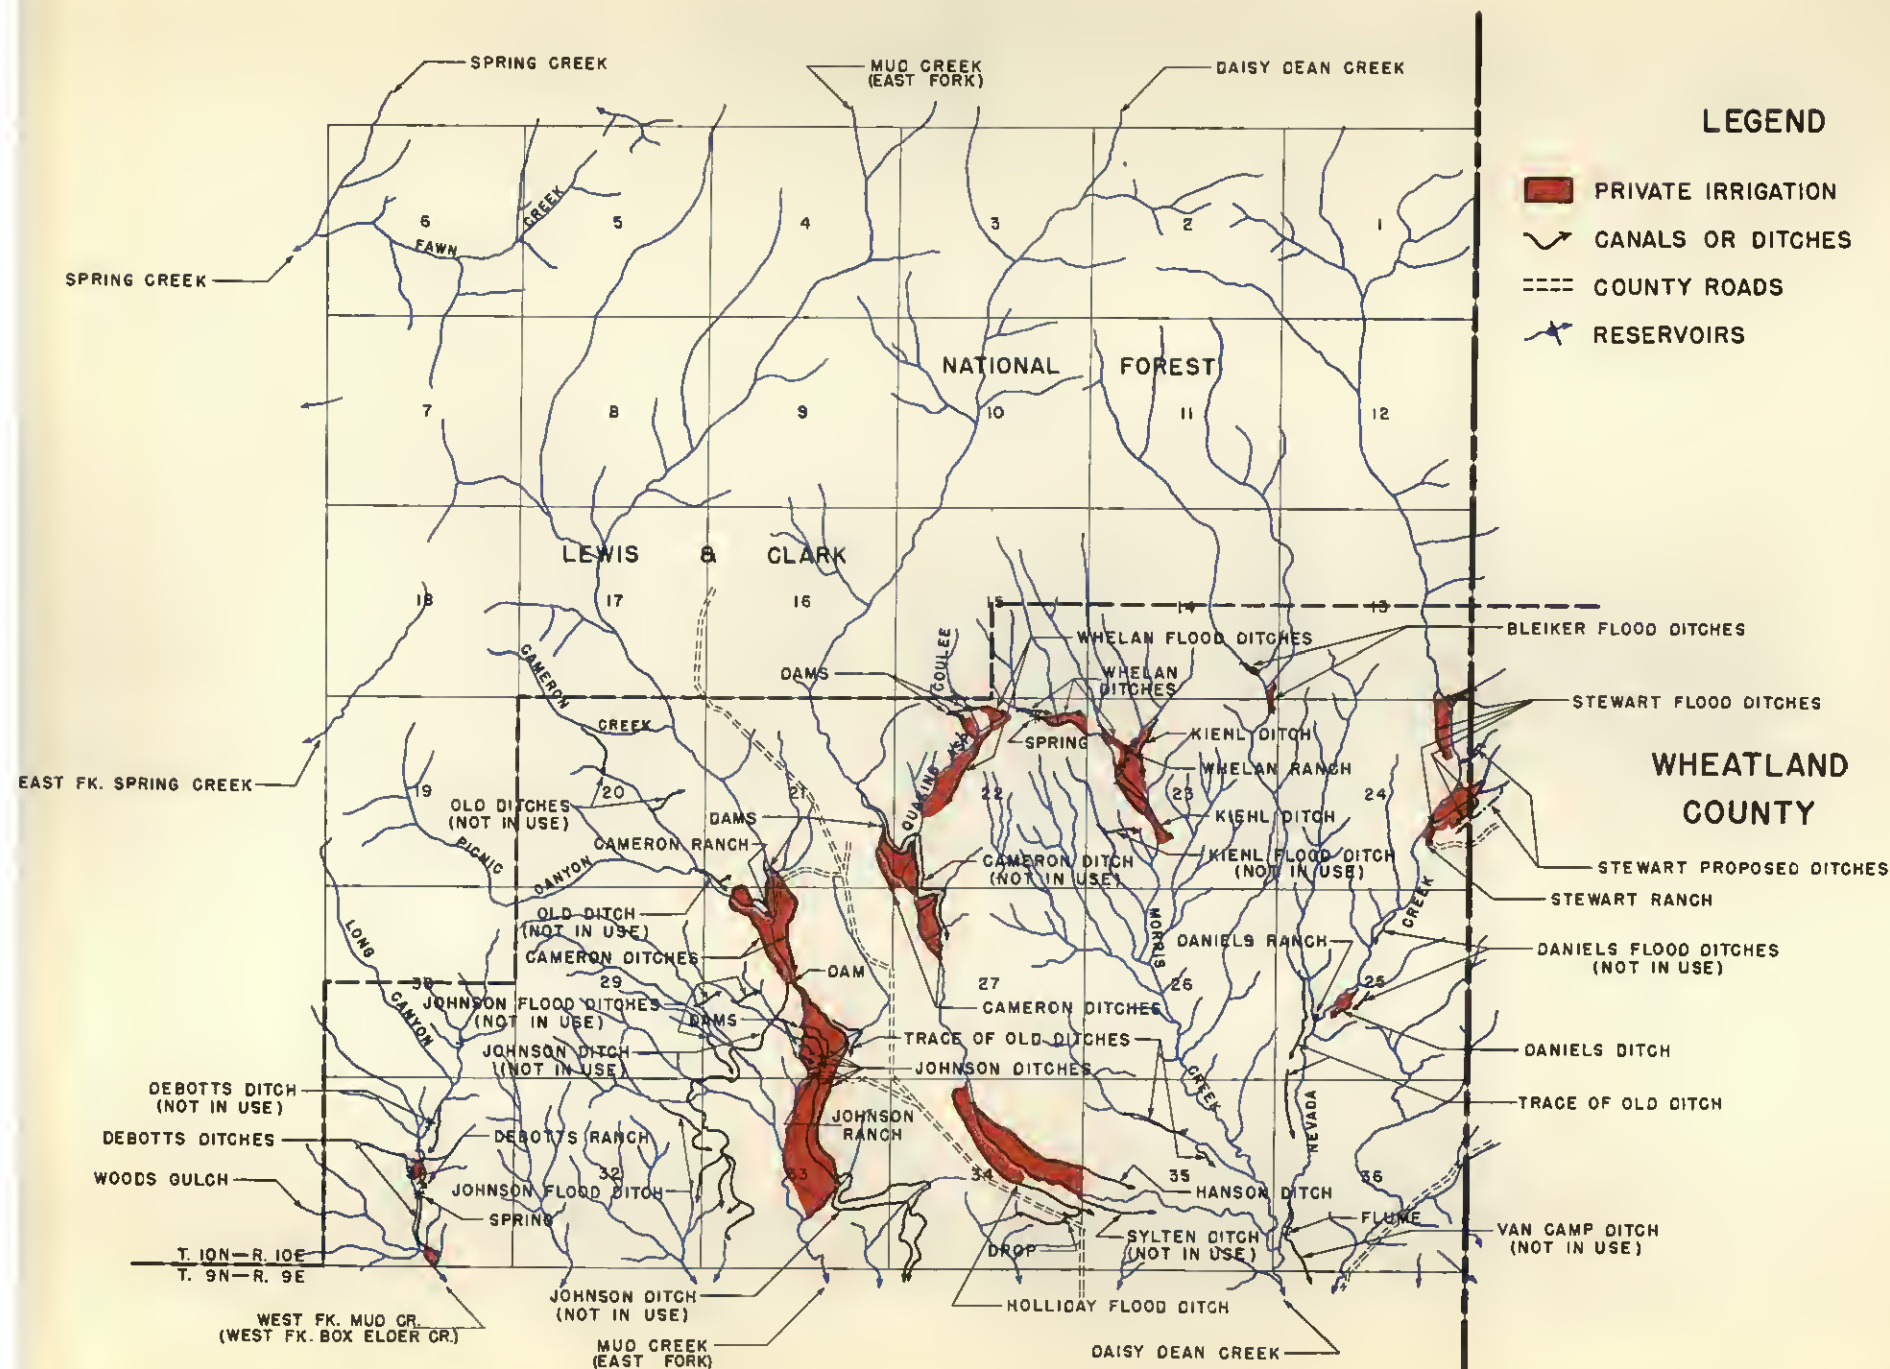 SPRING CREEK
MUD CREEK
(EAST FORK)
DAISY DEAN CREEK
LEGEND
PRIVATE IRRIGATION
CANALS OR DITCHES
COUNTY ROADS
RESERVOIRS
6
5
4
3
2
1
FAWN
CREEK
SPRING CREEK
NATIONAL FOREST
7
8
9
10
11
12
LEWIS & CLARK
18
17
16
15
14
13
BLEIKER FLOOD DITCHES
WHELAN FLOOD DITCHES
COULEE
DAMS
WHELAN
DITCHES
CAMERON
CREEK
STEWART FLOOD DITCHES
KIEHL DITCH
SPRING
ASP
QUAKING
WHELAN RANCH
WHEATLAND
COUNTY
EAST FK. SPRING CREEK
19
20
21
22
23
24
OLD DITCHES
(NOT IN USE)
DAMS
KIEHL DITCH
CAMERON RANCH
PICNIC
CANYON
CAMERON DITCH
(NOT IN USE)
KIEHL FLOOD DITCH
(NOT IN USE)
STEWART PROPOSED DITCHES
STEWART RANCH
CREEK
OLD DITCH
(NOT IN USE)
LONG
CANYON
MORRIS
CREEK
DANIELS RANCH
DANIELS FLOOD DITCHES
(NOT IN USE)
CAMERON DITCHES
DAM
30
29
27
26
25
JOHNSON FLOOD DITCHES
(NOT IN USE)
DAMS
CAMERON DITCHES
TRACE OF OLD DITCHES
JOHNSON DITCH
(NOT IN USE)
DANIELS DITCH
JOHNSON DITCHES
DEBOTTS DITCH
(NOT IN USE)
TRACE OF OLD DITCH
NEVADA
JOHNSON
RANCH
DEBOTTS DITCHES
DEBOTTS RANCH
WOODS GULCH
32
33
34
35
36
JOHNSON FLOOD DITCH
HANSON DITCH
SPRING
FLUME
SYLTEN DITCH
(NOT IN USE)
VAN CAMP DITCH
(NOT IN USE)
DROP
T. 10N-R. 10E
T. 9N-R. 9E
JOHNSON DITCH
(NOT IN USE)
HOLLIDAY FLOOD DITCH
WEST FK. MUD CR.
(WEST FK. BOX ELDER CR.)
MUD CREEK
(EAST FORK)
DAISY DEAN CREEK